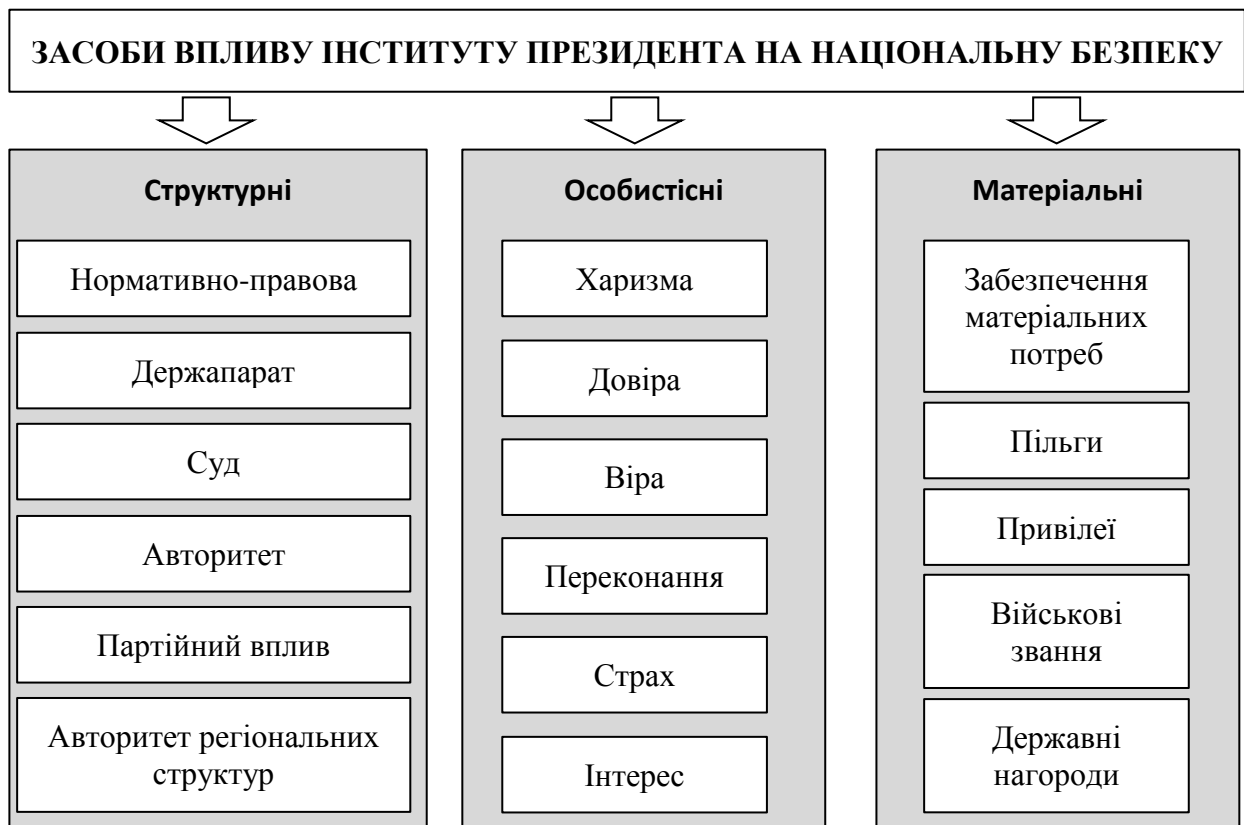 ЗАСОБИ ВПЛИВУ ІНСТИТУТУ ПРЕЗИДЕНТА НА НАЦІОНАЛЬНУ БЕЗПЕКУ
Структурні
Нормативно-правова
Держапарат
Суд
Авторитет
Партійний вплив
Авторитет регіональних
структур
Особистісні
Харизма
Довіра
Віра
Переконання
Страх
Інтерес
Матеріальні
Забезпечення
матеріальних
потреб
Пільги
Привілеї
Військові
звання
Державні
нагороди